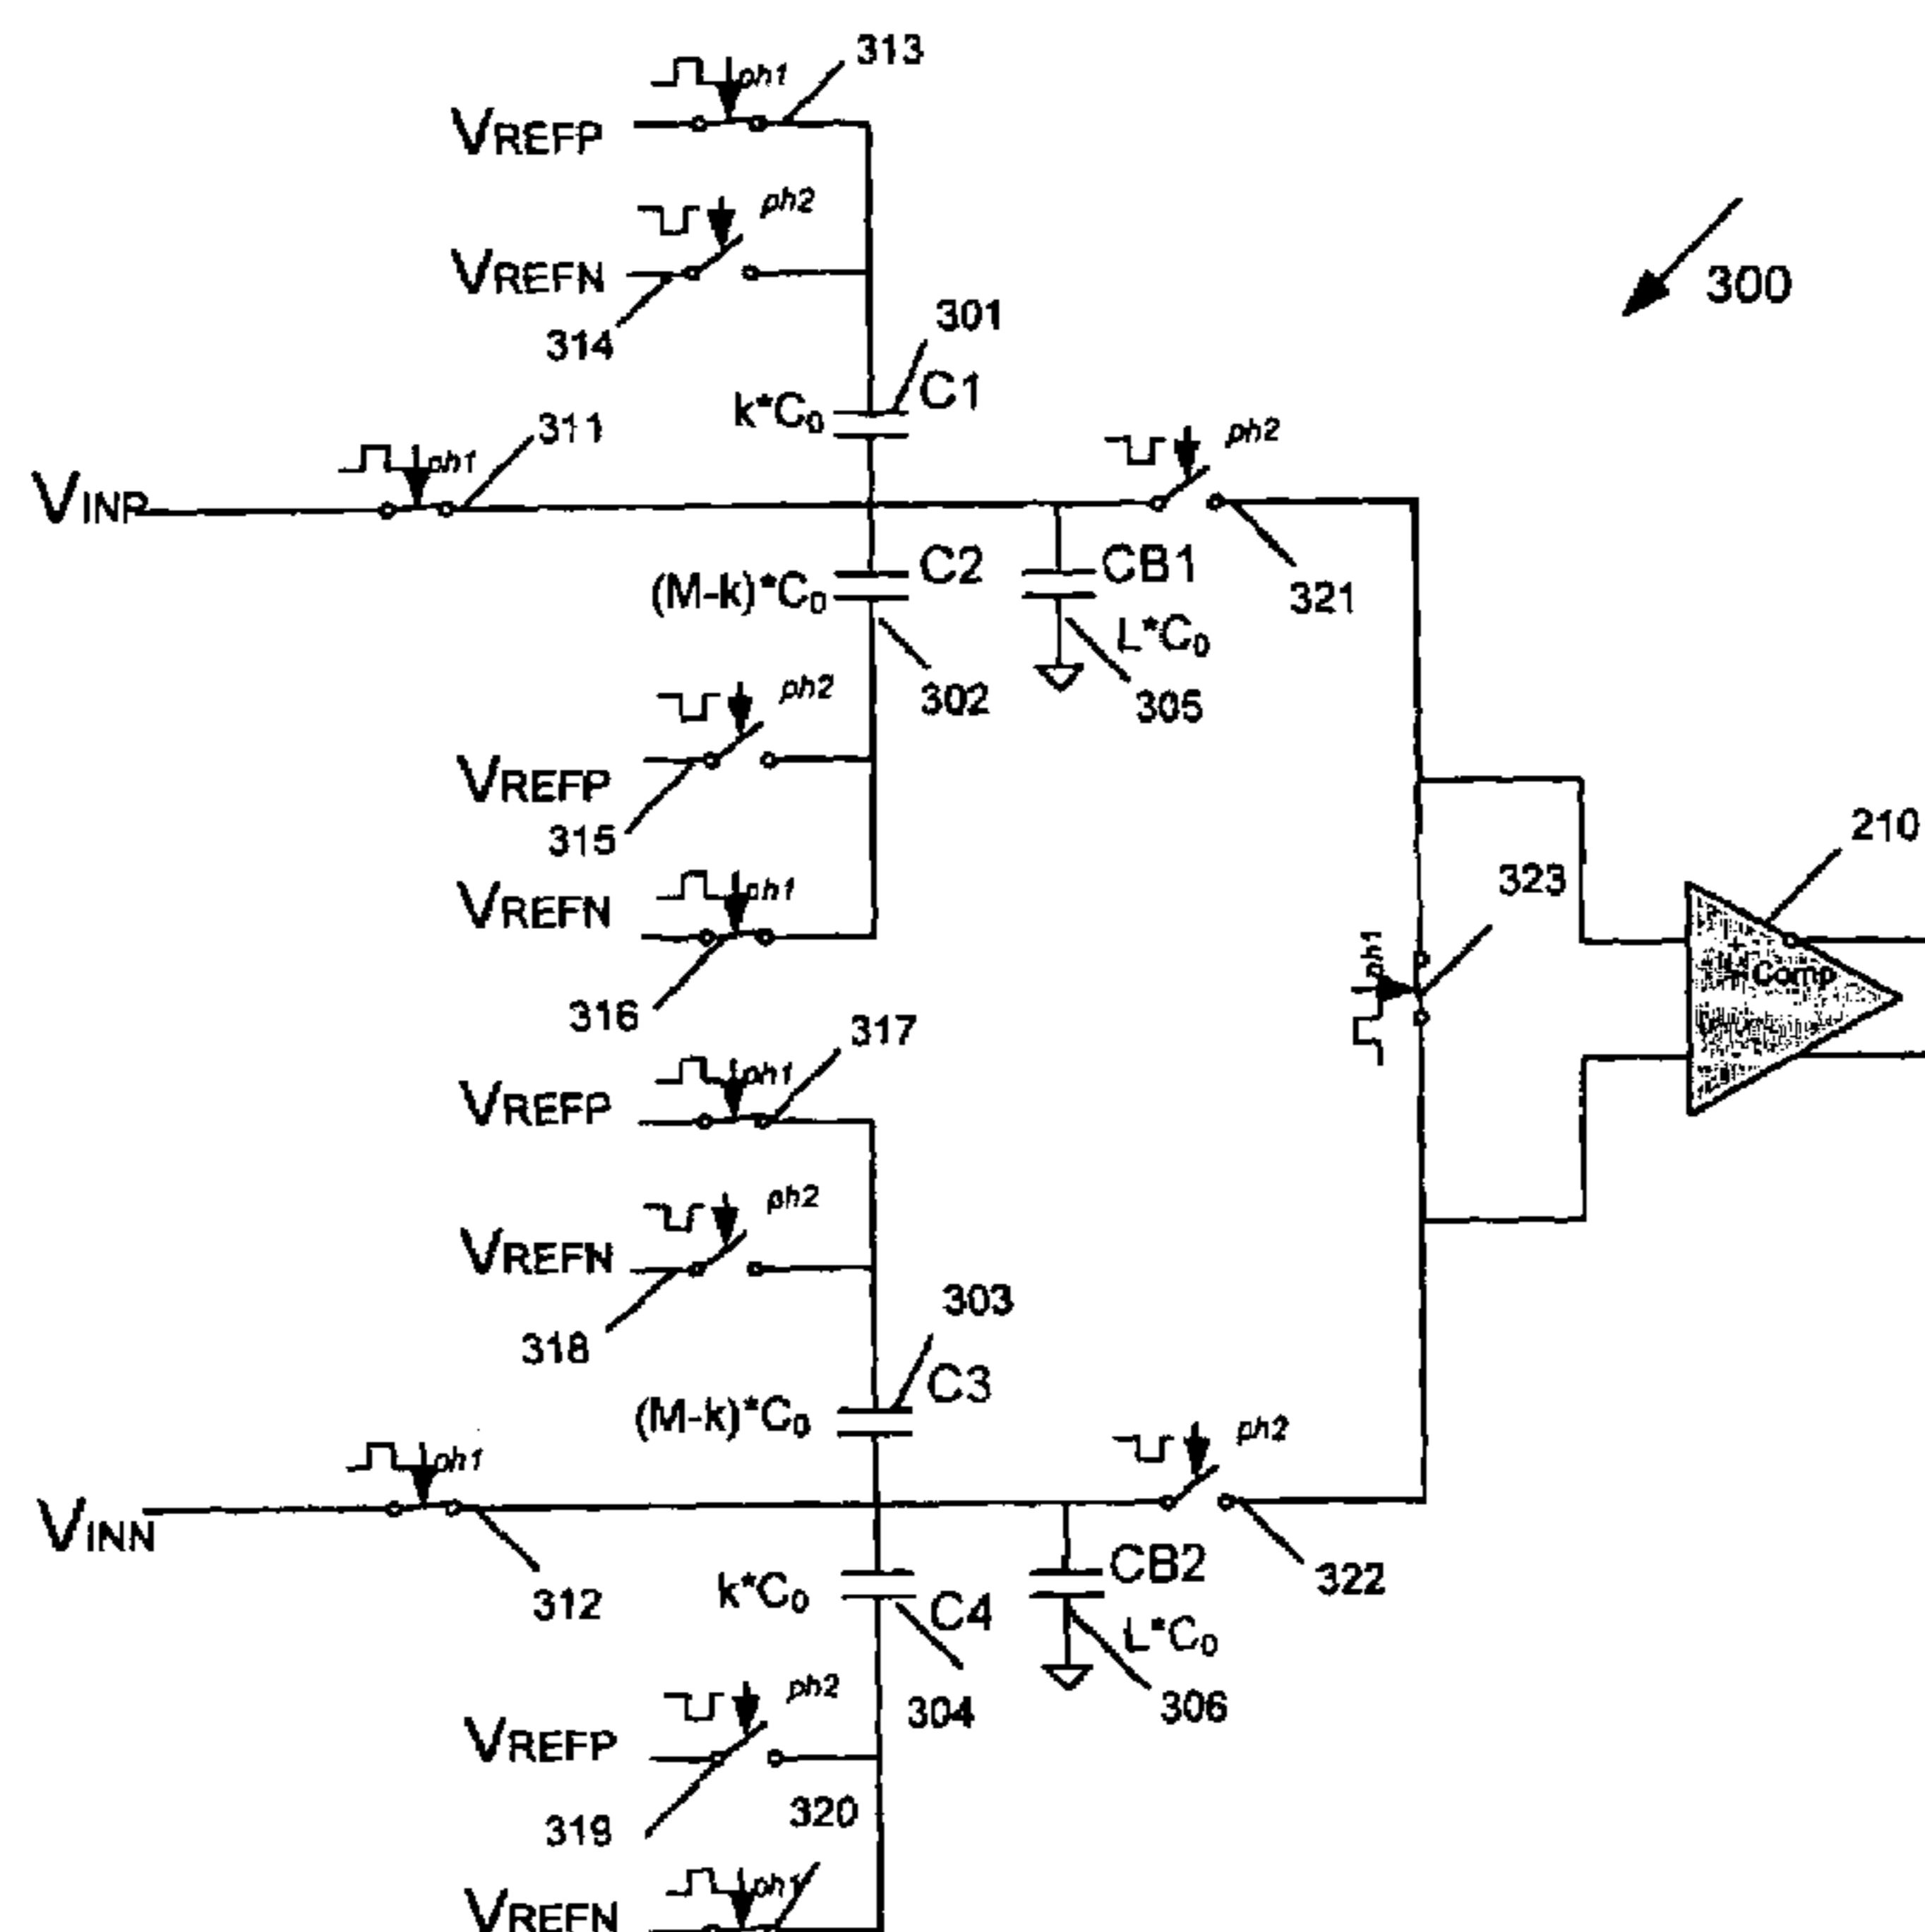 313
ph1
VREFP
ph2
VREFN
314
300
301
k*C0
C1
311
ph1
ph2
VINP
321
(M-k)*C0
C2
CB1
L*C0
302
305
ph2
VREFP
315
210
323
ph1
VREFN
316
ph1
+
Comp
317
ph1
VREFP
ph2
VREFN
318
303
(M-k)*C0
C3
ph1
ph2
VINN
312
k*C0
C4
CB2
L*C0
322
304
306
ph2
VREFP
319
320
ph1
VREFN